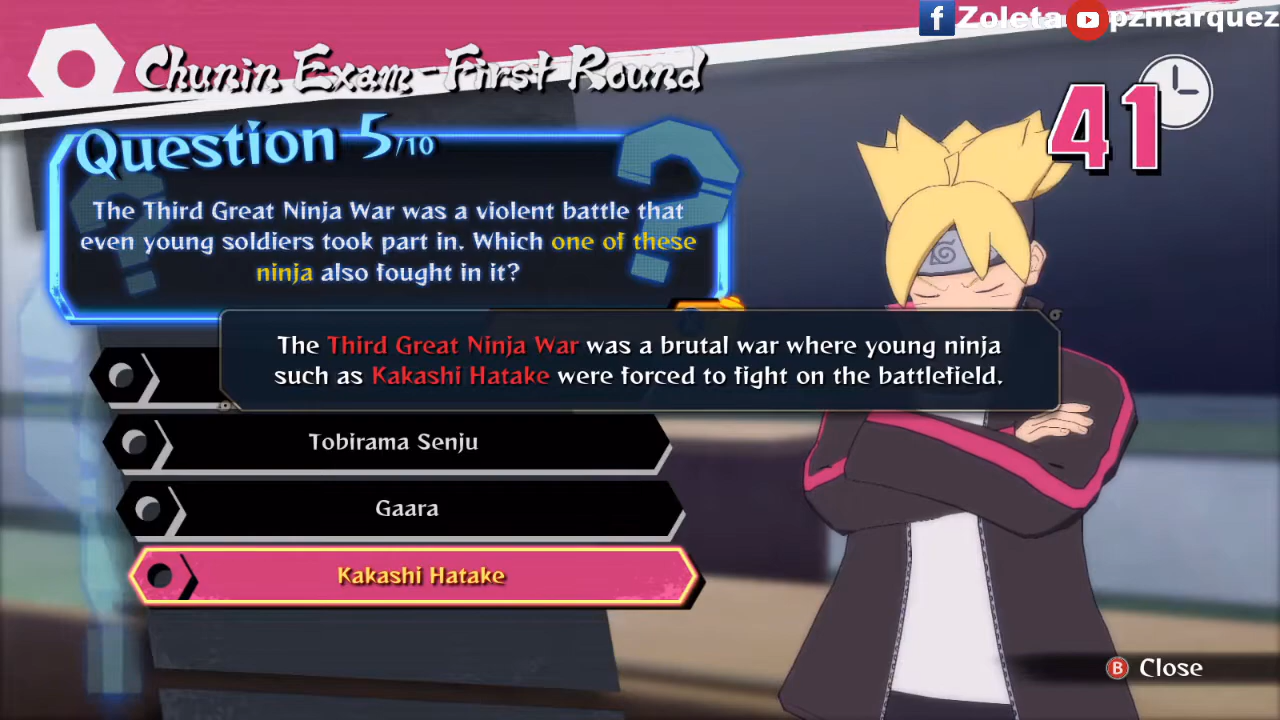 f Zoleta pzmarquez
Chunin Exam - First Round
41
Question 5/10
The Third Great Ninja War was a violent battle that
even young soldiers took part in. Which one of these
ninja also fought in it?
The Third Great Ninja War was a brutal war where young ninja
such as Kakashi Hatake were forced to fight on the battlefield.
Tobirama Senju
Gaara
Kakashi Hatake
B Close